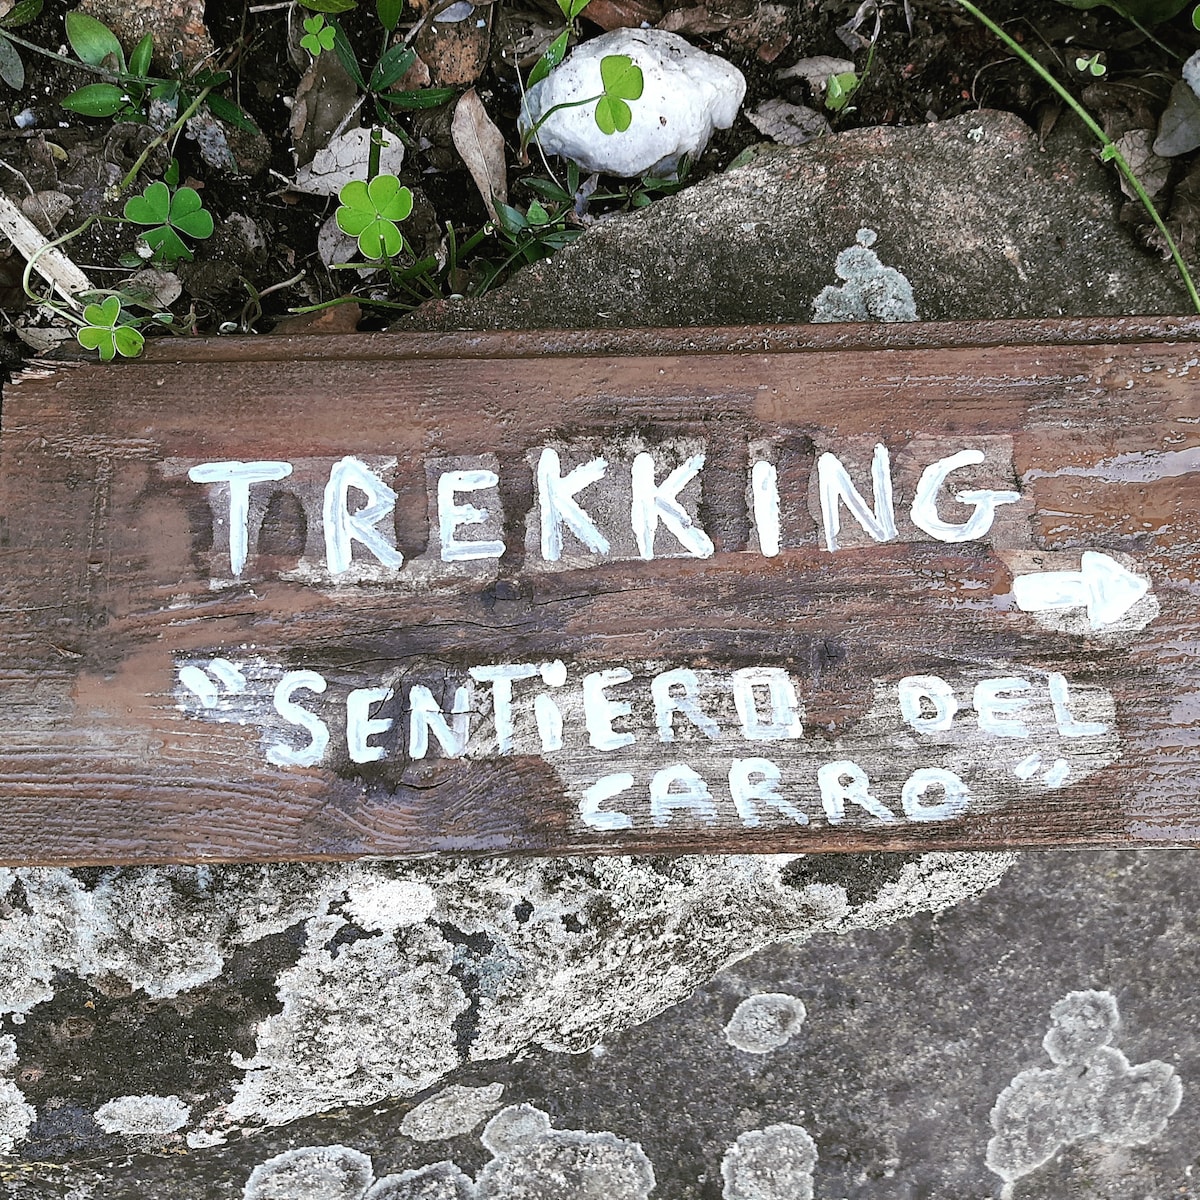 TREKKING
"SENTiERO DEL
CARRO"